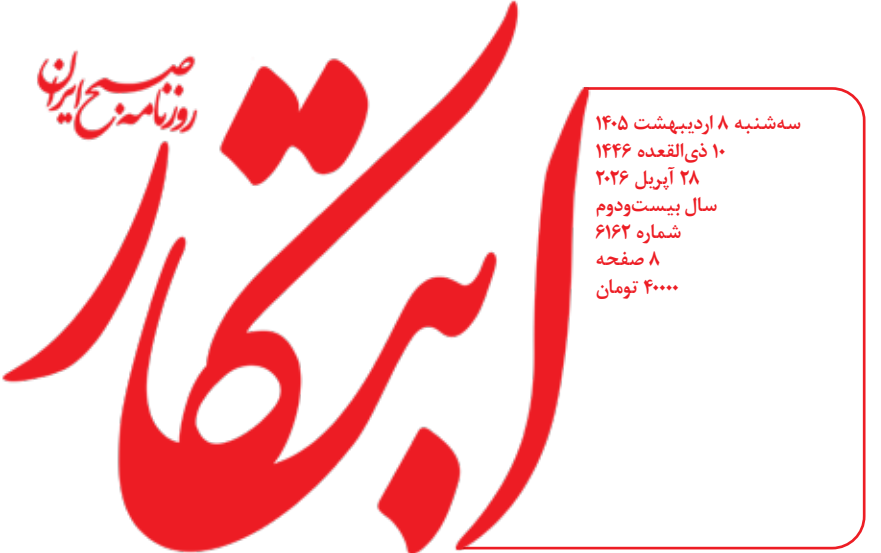 ابتکار
روزنامه صبح ایران
سه‌شنبه ۸ اردیبهشت ۱۴۰۵
۱۰ ذی‌القعده ۱۴۴۶
۲۸ آپریل ۲۰۲۶
سال بیست‌ودوم
شماره ۶۱۶۲
۸ صفحه
۴۰۰۰۰ تومان